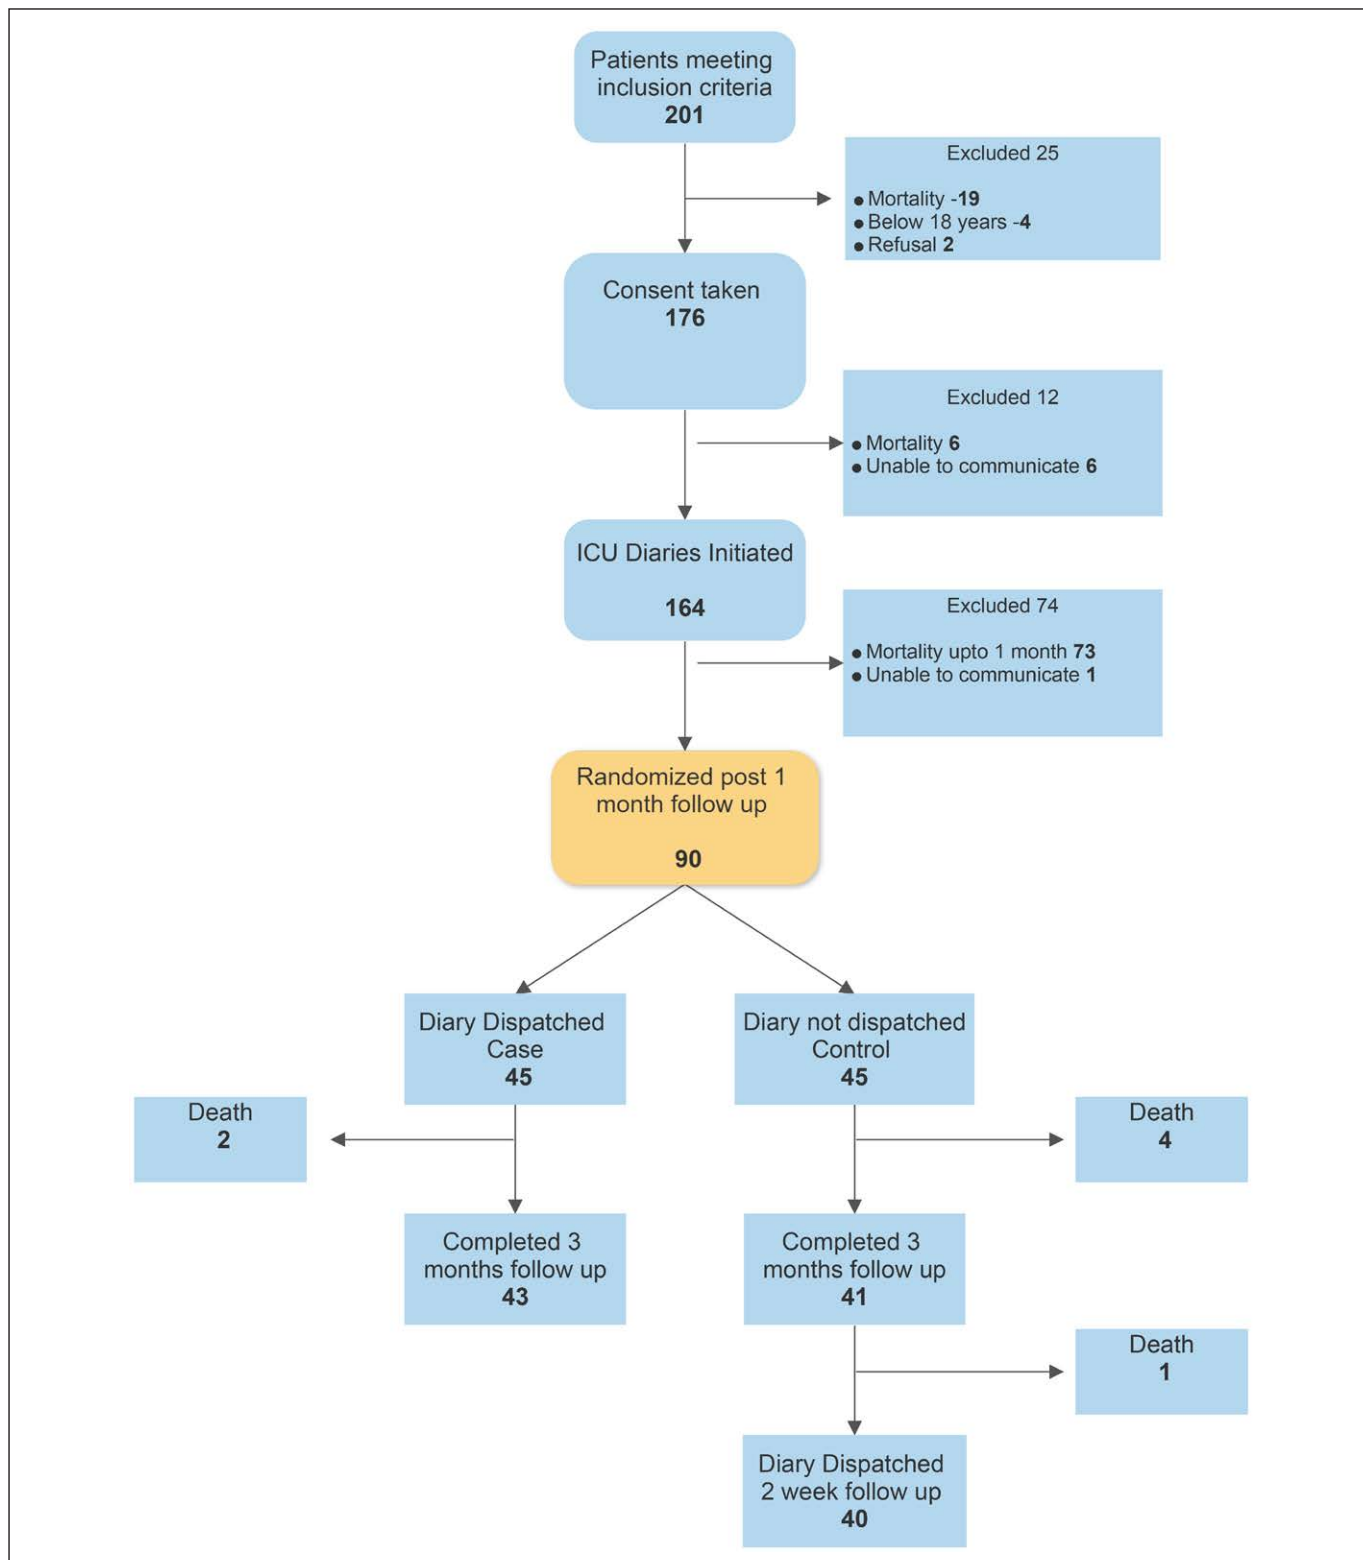 Patients meeting
inclusion criteria
201
Excluded 25
● Mortality -19
● Below 18 years -4
● Refusal 2
Consent taken
176
Excluded 12
● Mortality 6
● Unable to communicate 6
ICU Diaries Initiated
164
Excluded 74
● Mortality upto 1 month 73
● Unable to communicate 1
Randomized post 1
month follow up
90
Diary Dispatched
Case
45
Diary not dispatched
Control
45
Death
2
Death
4
Completed 3
months follow up
43
Completed 3
months follow up
41
Death
1
Diary Dispatched
2 week follow up
40